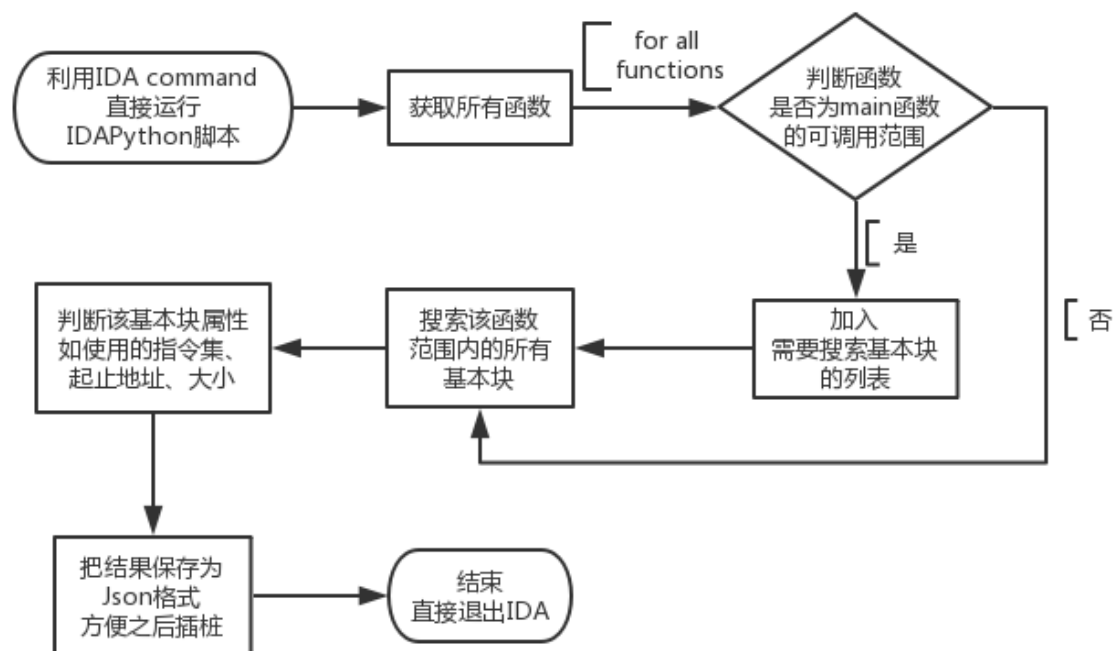 利用IDA command
直接运行
IDAPython脚本
获取所有函数
for all
functions
判断函数
是否为main函数
的可调用范围
是
否
加入
需要搜索基本块
的列表
搜索该函数
范围内的所有
基本块
判断该基本块属性
如使用的指令集、
起止地址、大小
把结果保存为
Json格式
方便之后插桩
结束
直接退出IDA